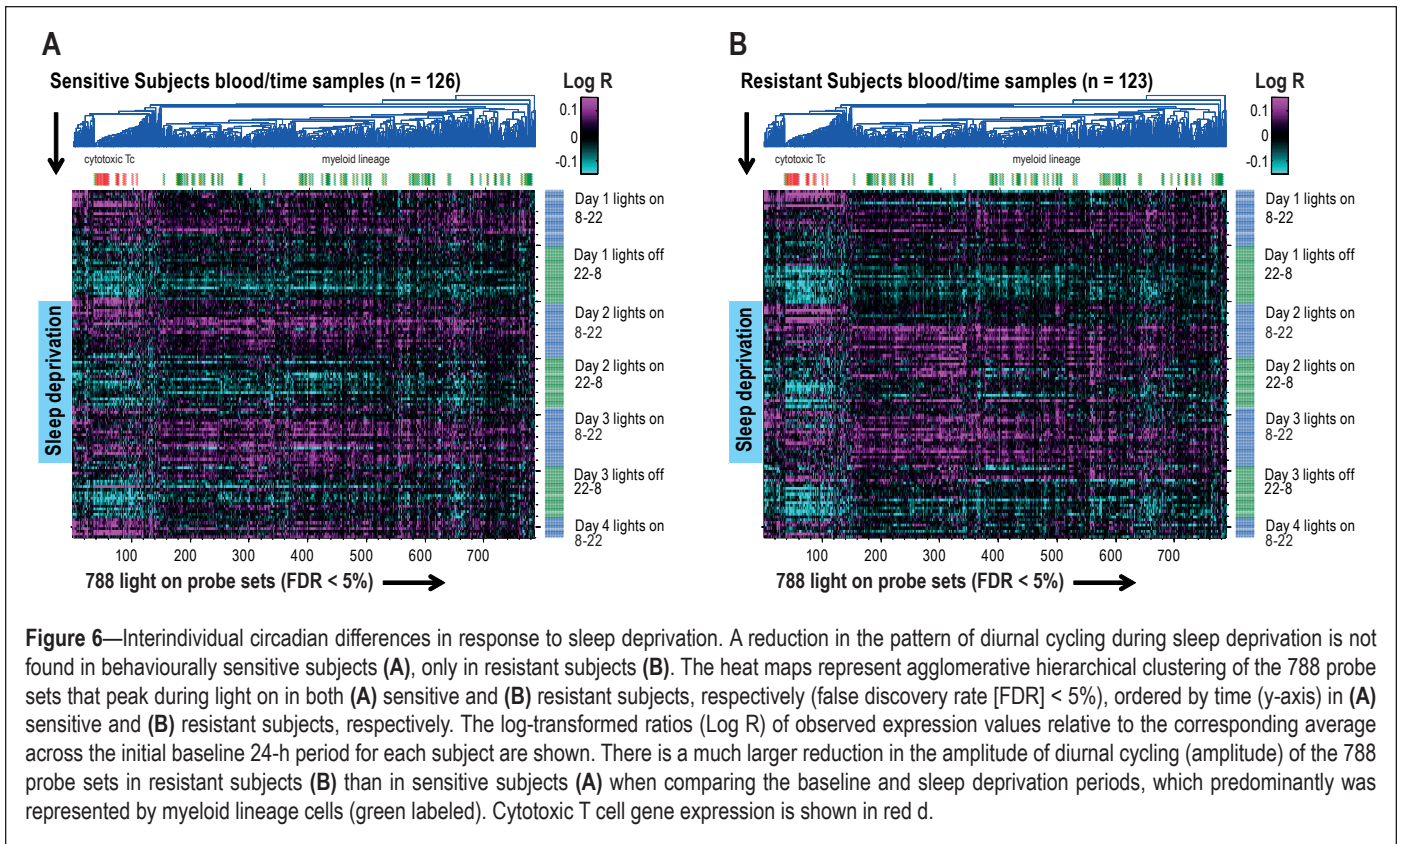 A
Sensitive Subjects blood/time samples (n = 126)
Log R
0.1
0
-0.1
cytotoxic Tc
myeloid lineage
Sleep deprivation
Day 1 lights on
8-22
Day 1 lights off
22-8
Day 2 lights on
8-22
Day 2 lights on
22-8
Day 3 lights on
8-22
Day 3 lights off
22-8
Day 4 lights on
8-22
100 200 300 400 500 600 700
788 light on probe sets (FDR < 5%)
B
Resistant Subjects blood/time samples (n = 123)
Log R
0.1
0
-0.1
cytotoxic Tc
myeloid lineage
Sleep deprivation
Day 1 lights on
8-22
Day 1 lights off
22-8
Day 2 lights on
8-22
Day 2 lights on
22-8
Day 3 lights on
8-22
Day 3 lights off
22-8
Day 4 lights on
8-22
100 200 300 400 500 600 700
788 light on probe sets (FDR < 5%)
Figure 6—Interindividual circadian differences in response to sleep deprivation. A reduction in the pattern of diurnal cycling during sleep deprivation is not
found in behaviourally sensitive subjects (A), only in resistant subjects (B). The heat maps represent agglomerative hierarchical clustering of the 788 probe
sets that peak during light on in both (A) sensitive and (B) resistant subjects, respectively (false discovery rate [FDR] < 5%), ordered by time (y-axis) in (A)
sensitive and (B) resistant subjects, respectively. The log-transformed ratios (Log R) of observed expression values relative to the corresponding average
across the initial baseline 24-h period for each subject are shown. There is a much larger reduction in the amplitude of diurnal cycling (amplitude) of the 788
probe sets in resistant subjects (B) than in sensitive subjects (A) when comparing the baseline and sleep deprivation periods, which predominantly was
represented by myeloid lineage cells (green labeled). Cytotoxic T cell gene expression is shown in red d.